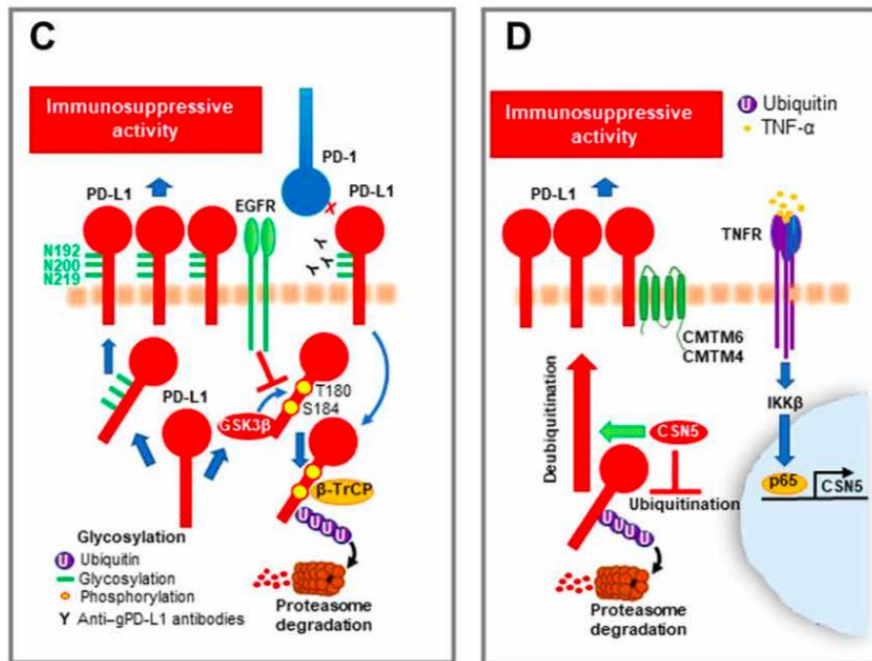 C
Immunosuppressive
activity
PD-1
PD-L1
EGFR
PD-L1
X
N192
N200
N219
PD-L1
T180
S184
GSK3β
β-TrCP
U U U U
Glycosylation
U Ubiquitin
Glycosylation
Phosphorylation
Y Anti–gPD-L1 antibodies
Proteasome
degradation
D
Immunosuppressive
activity
U Ubiquitin
TNF-α
PD-L1
TNFR
CMTM6
CMTM4
IKKβ
Deubiquitination
CSN5
p65
CSN5
Ubiquitination
U U U U
Proteasome
degradation